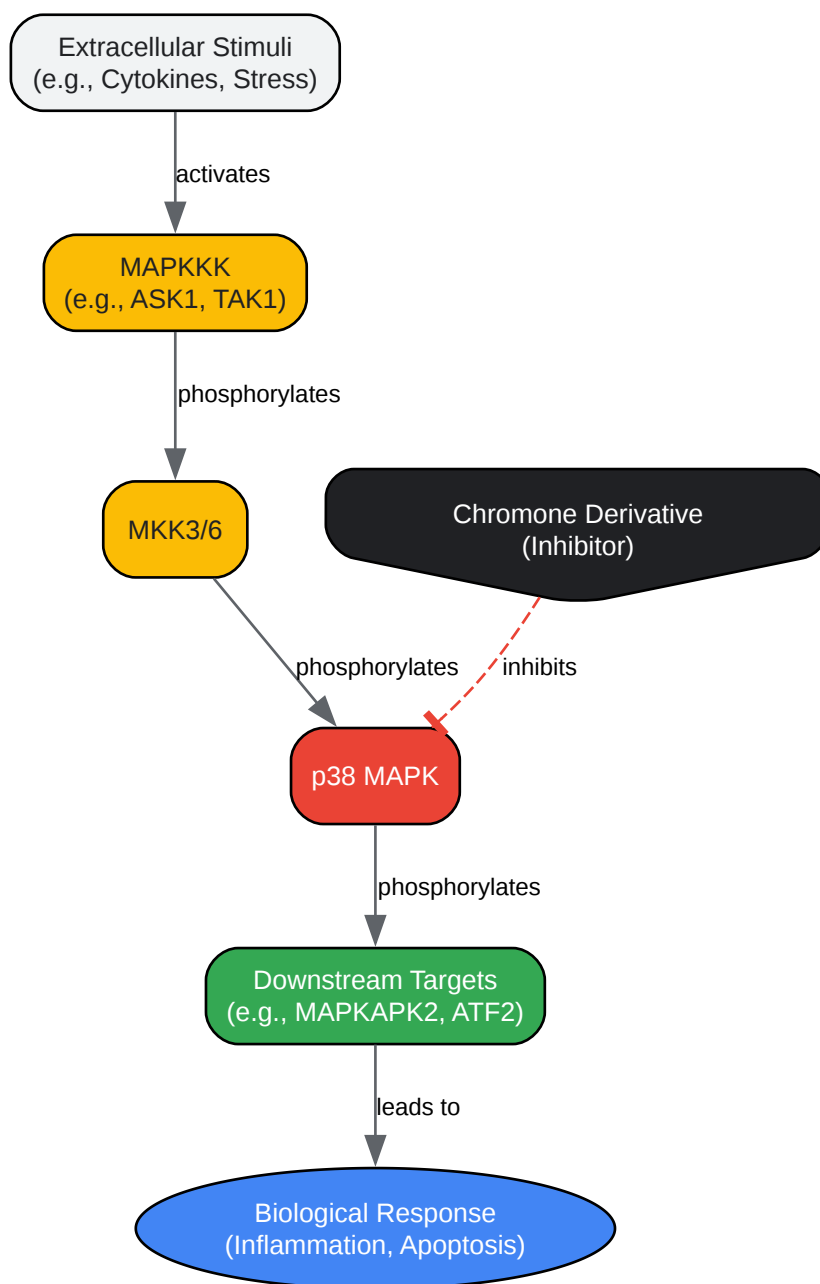 Extracellular Stimuli
(e.g., Cytokines, Stress)
activates
MAPKKK
(e.g., ASK1, TAK1)
phosphorylates
MKK3/6
Chromone Derivative
(Inhibitor)
phosphorylates
inhibits
p38 MAPK
phosphorylates
Downstream Targets
(e.g., MAPKAPK2, ATF2)
leads to
Biological Response
(Inflammation, Apoptosis)